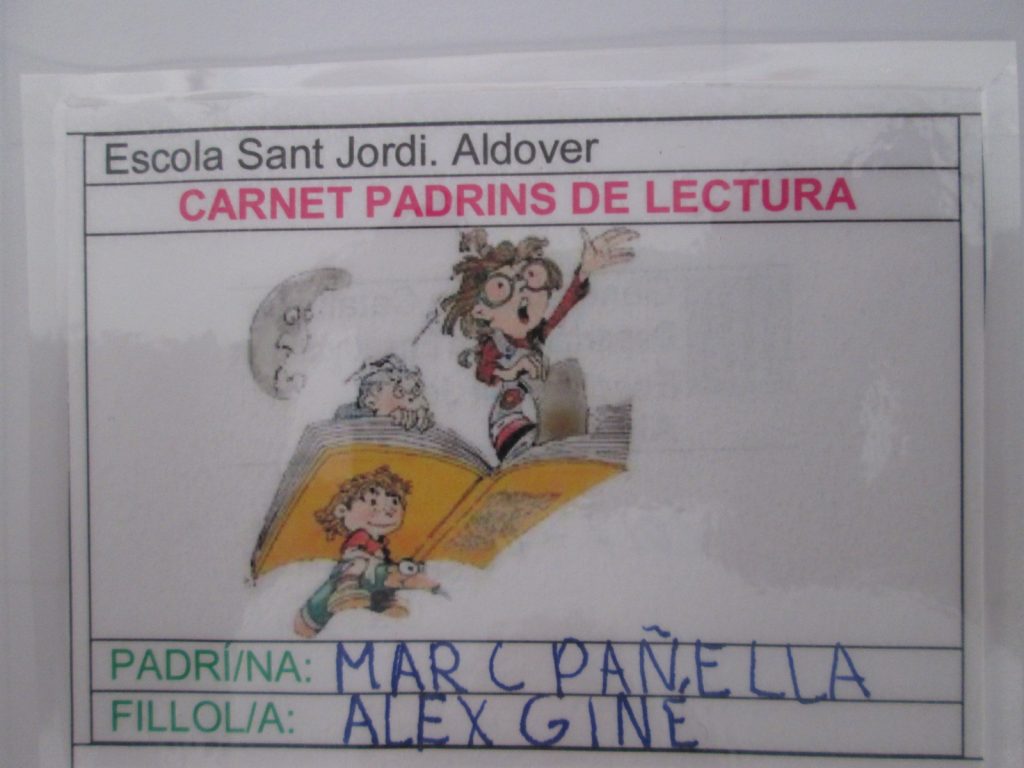 Escola Sant Jordi. Aldover
CARNET PADRINS DE LECTURA
PADRÍ/NA: MARC PAÑELLA
FILLOL/A: ALEX GINÉ